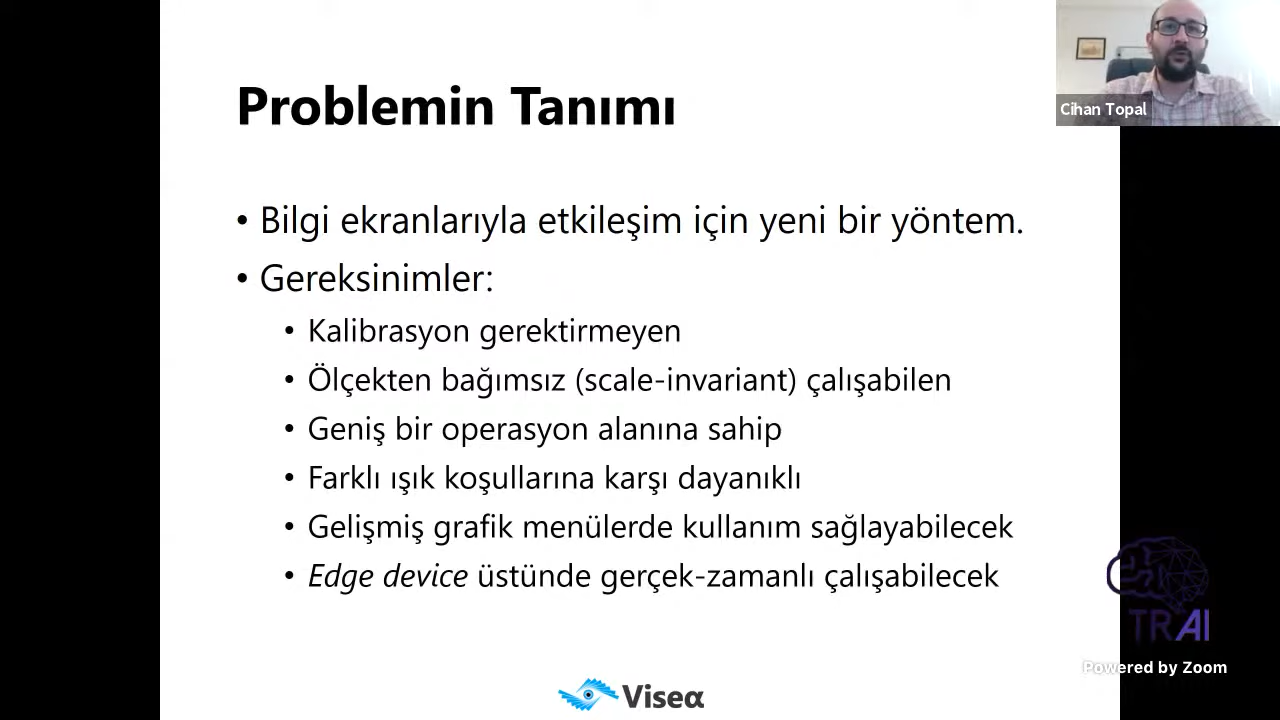 Problemin Tanımı
Cihan Topal
• Bilgi ekranlarıyla etkileşim için yeni bir yöntem.
• Gereksinimler:
• Kalibrasyon gerektirmeyen
• Ölçekten bağımsız (scale-invariant) çalışabilen
• Geniş bir operasyon alanına sahip
• Farklı ışık koşullarına karşı dayanıklı
• Gelişmiş grafik menülerde kullanım sağlayabilecek
• Edge device üstünde gerçek-zamanlı çalışabilecek
TRAI
Powered by Zoom
Viseα